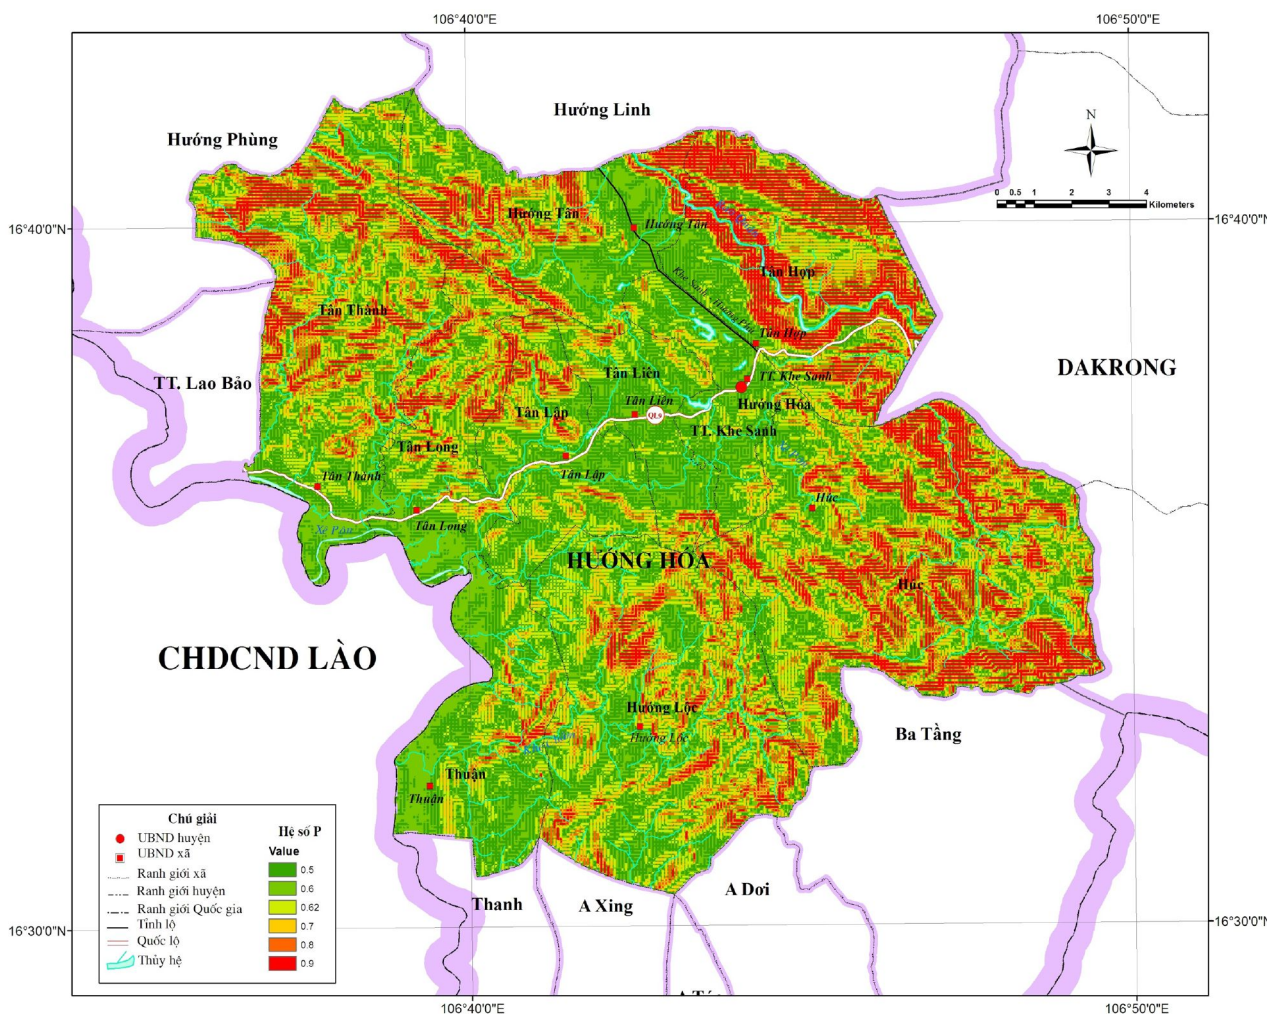 106°40'0"E
106°50'0"E
Hướng Linh
Hướng Phùng
N
0 0.5 1 2 3 4
Kilometers
Hướng Tân
Hướng Tân
16°40'0"N
16°40'0"N
Tân Hợp
Tân Thành
Tân Hợp
DAKRONG
Tân Liên
TT. Khe Sanh
TT. Lao Bảo
Tân Liên
Hướng Hóa
Tân Lập
QL9
TT. Khe Sanh
Tân Long
Tân Lập
Tân Thành
Húc
Tân Long
Xê Pôn
HƯỚNG HÓA
Húc
CHDCND LÀO
Hướng Lộc
Hướng Lộc
Ba Tầng
Thuận
Thuận
Chú giải
UBND huyện
UBND xã
Ranh giới xã
Ranh giới huyện
Ranh giới Quốc gia
Tỉnh lộ
Quốc lộ
Thủy hệ
Hệ số P
Value
0.5
0.6
0.62
0.7
0.8
0.9
A Dơi
Thanh
A Xing
16°30'0"N
16°30'0"N
106°40'0"E
106°50'0"E